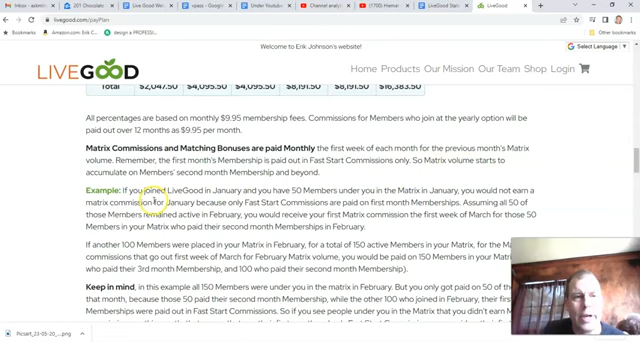 Inbox - askmin
201 Chocolate
Live Good We
<pass - Googl
Under Youtube
Channel analy
(1700) Hernai
LiveGood Star
LiveGood
livegood.com/payPlan
Bookmarks
Amazon.com: Erik C
design a PROFESSI
Other Bookmarks
Welcome to Erik Johnson's website!
Select Language
LIVEGOOD
Home Products Our Mission Our Team Shop Login
Total $2,047.50 $4,095.50 $4,095.50 $8,191.50 $8,191.50 $16,383.50
All percentages are based on monthly $9.95 membership fees. Commissions for Members who join at the yearly option will be
paid out over 12 months as $9.95 per month.
Matrix Commissions and Matching Bonuses are paid Monthly the first week of each month for the previous month's Matrix
volume. Remember, the first month's Membership is paid out in Fast Start Commissions only. So Matrix volume starts to
accumulate on Members' second month Membership and beyond.
Example: If you joined LiveGood in January and you have 50 Members under you in the Matrix in January, you would not earn a
matrix commission for January because only Fast Start Commissions are paid on first month Memberships. Assuming all 50 of
those Members remained active in February, you would receive your first Matrix commission the first week of March for those 50
Members in your Matrix who paid their second month Memberships in February.
If another 100 Members were placed in your Matrix in February, for a total of 150 active Members in your Matrix, for the Ma
commissions that go out first week of March for February Matrix volume, you would be paid on 150 Members in your Matri
who paid their 3rd month Membership, and 100 who paid their second month Membership).
Keep in mind, in this example all 150 Members were under you in the matrix in February. But you only got paid on 50 of th
that month, because those 50 paid their second month Membership, while the other 100 who joined in February, their firs
Memberships were paid out in Fast Start Commissions. So if you see people under you in the Matrix that you didn't earn M
Picsart_23-05-20_....png